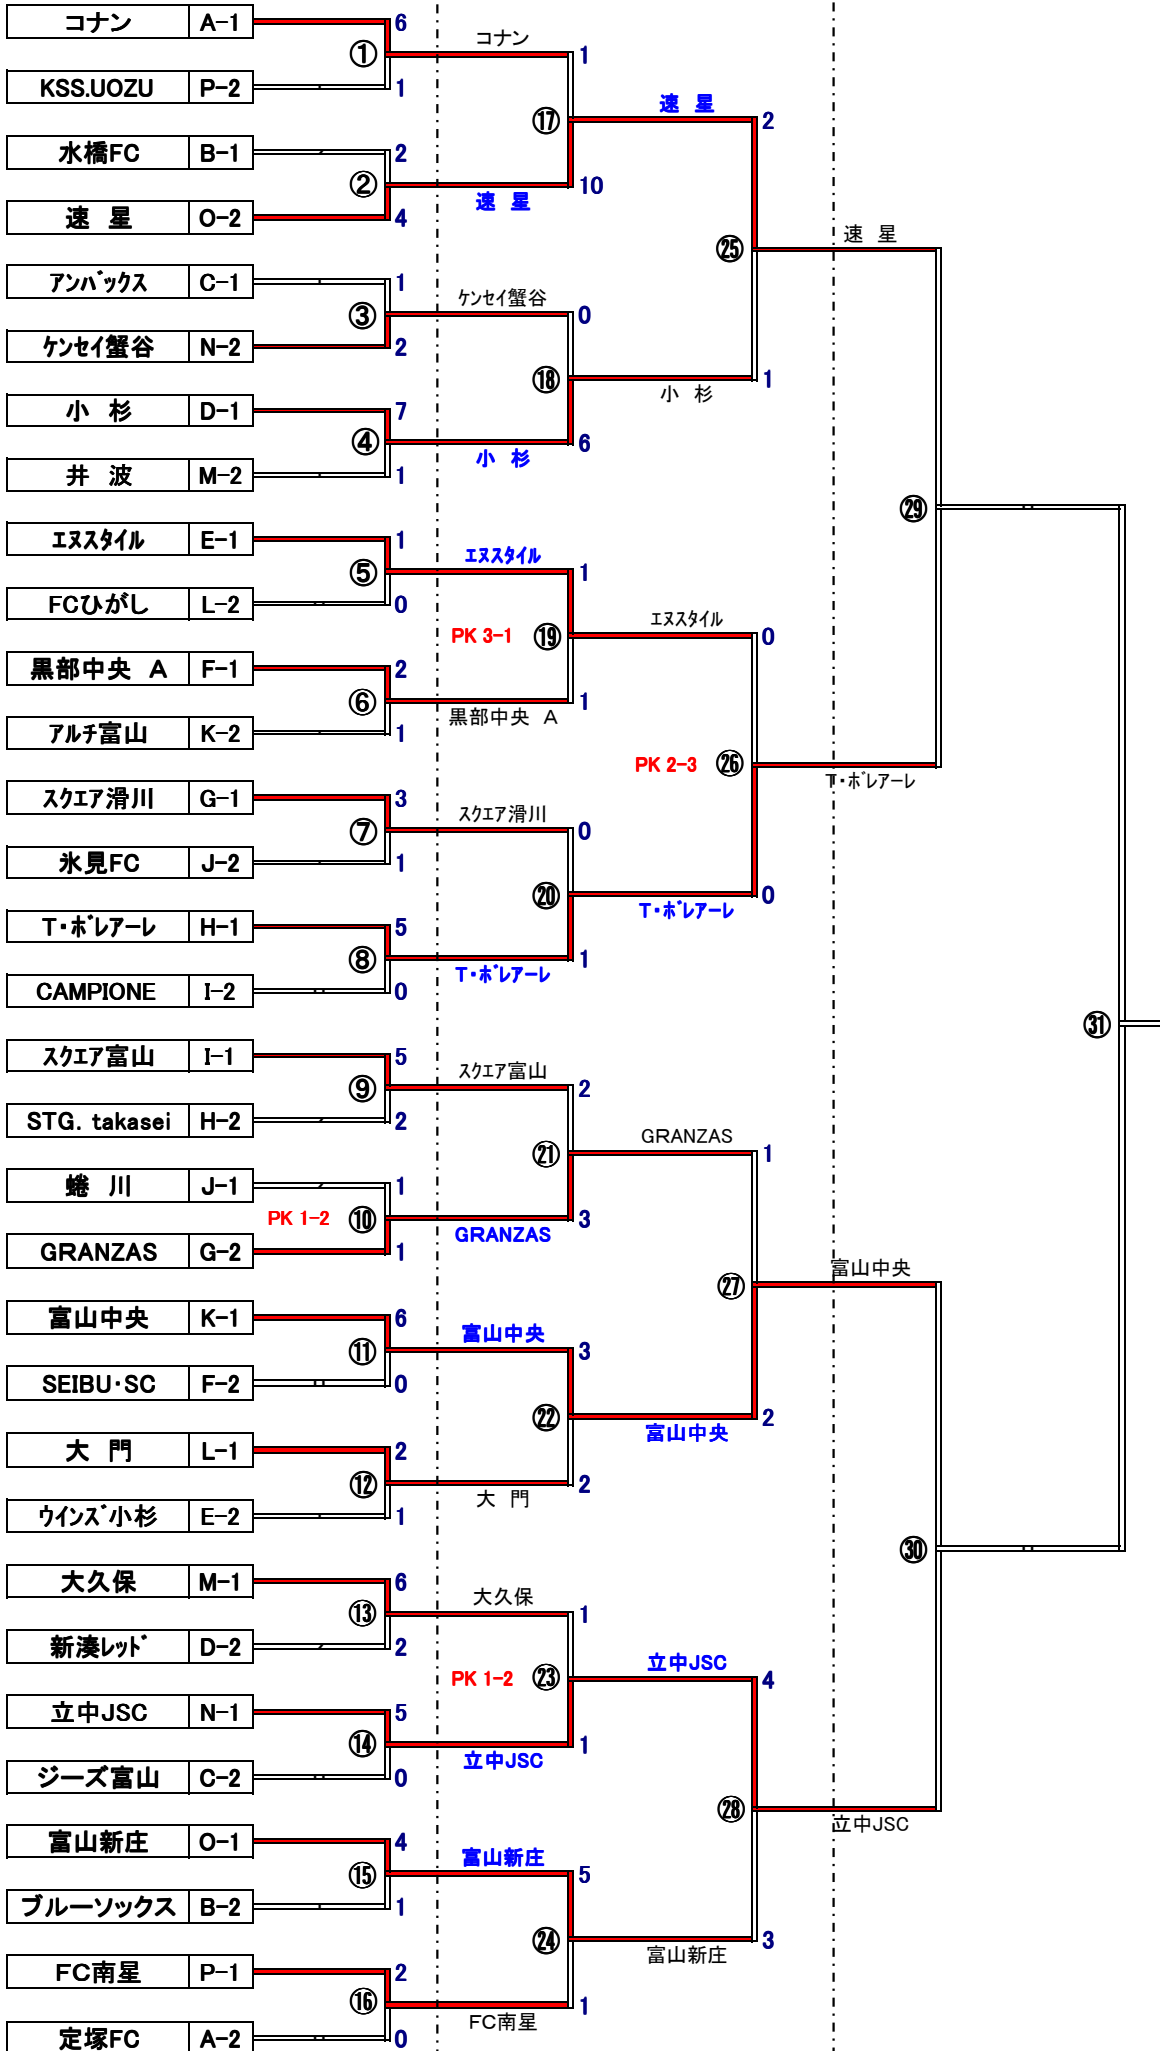 コナン A-1 6
コナン 1
①
KSS.UOZU P-2 1
速 星 2
⑰
水橋FC B-1 2
②
速 星 10
速 星 O-2 4
速 星
㉕
アンバックス C-1 1
ケンセイ蟹谷 0
③
ケンセイ蟹谷 N-2 2
⑱
小 杉 1
小 杉 D-1 7
④
小 杉 6
井 波 M-2 1
㉙
エヌスタイル E-1 1
エヌスタイル 1
⑤
FCひがし L-2 0
エヌスタイル 0
PK 3-1 ⑲
黒部中央 A F-1 2
⑥
黒部中央 A 1
アルチ富山 K-2 1
PK 2-3 ㉖
T・ボレアーレ
スクエア滑川 G-1 3
スクエア滑川 0
⑦
氷見FC J-2 1
⑳
T・ボレアーレ 0
T・ボレアーレ H-1 5
⑧
T・ボレアーレ 1
CAMPIONE I-2 0
㉛
スクエア富山 I-1 5
スクエア富山 2
⑨
STG. takasei H-2 2
GRANZAS 1
㉑
蜷 川 J-1 1
PK 1-2 ⑩
GRANZAS 3
GRANZAS G-2 1
富山中央
㉗
富山中央 K-1 6
富山中央 3
⑪
SEIBU・SC F-2 0
㉒
富山中央 2
大 門 L-1 2
⑫
大 門 2
ウインズ小杉 E-2 1
㉚
大久保 M-1 6
大久保 1
⑬
新湊レッド D-2 2
立中JSC 4
PK 1-2 ㉓
立中JSC N-1 5
⑭
立中JSC 1
ジーズ富山 C-2 0
㉘
立中JSC
富山新庄 O-1 4
富山新庄 5
⑮
ブルーソックス B-2 1
㉔
富山新庄 3
FC南星 P-1 2
⑯
FC南星 1
定塚FC A-2 0